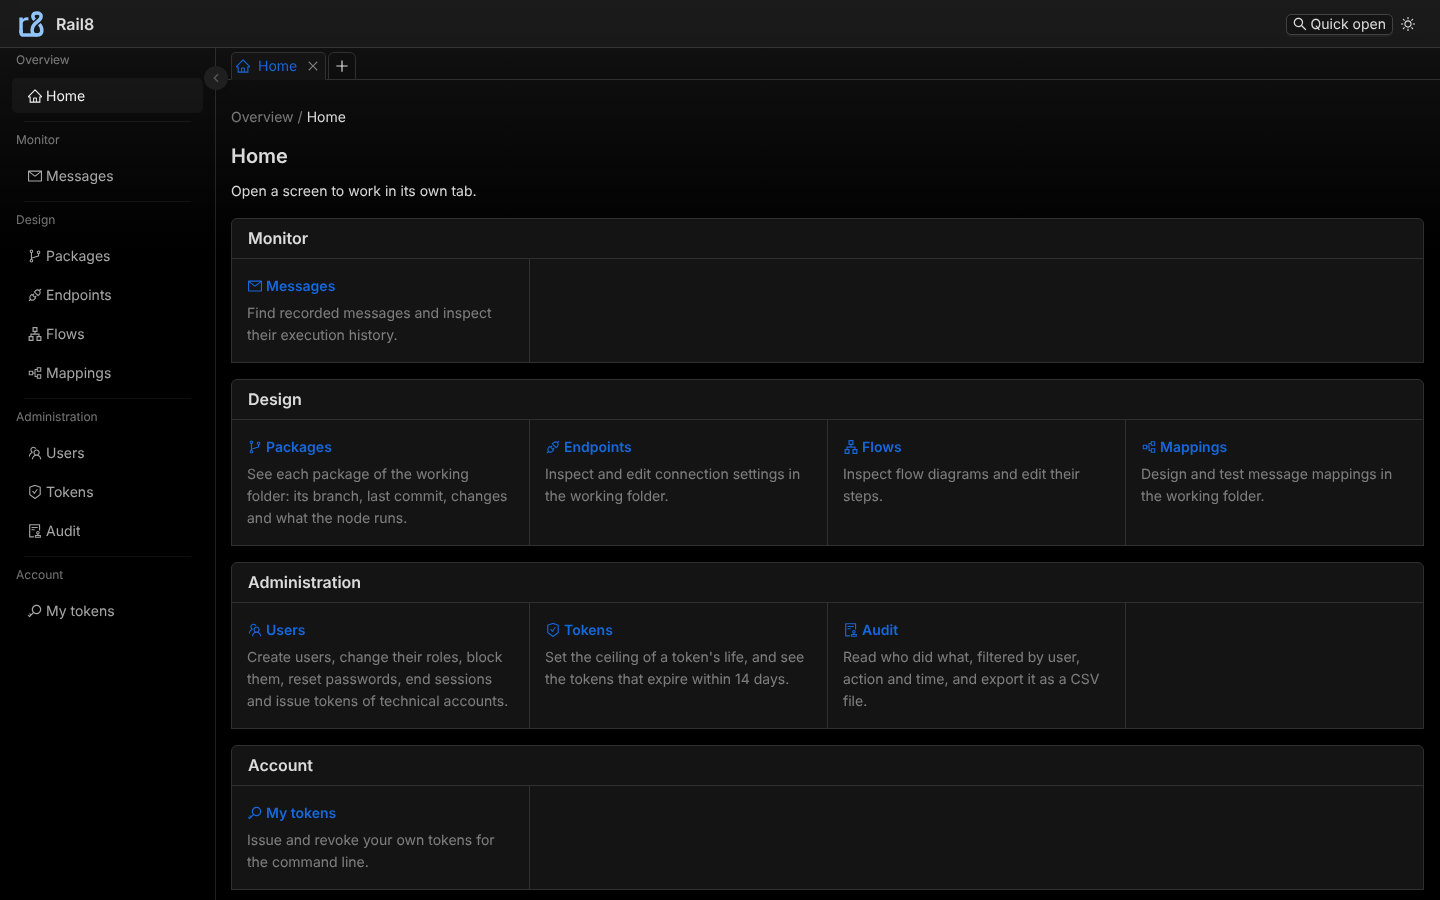 Rail8
Quick open
Overview
Home
Monitor
Messages
Design
Packages
Endpoints
Flows
Mappings
Administration
Users
Tokens
Audit
Account
My tokens
Home
Overview / Home
Home
Open a screen to work in its own tab.
Monitor
Messages
Find recorded messages and inspect
their execution history.
Design
Packages
See each package of the working
folder: its branch, last commit, changes
and what the node runs.
Endpoints
Inspect and edit connection settings in
the working folder.
Flows
Inspect flow diagrams and edit their
steps.
Mappings
Design and test message mappings in
the working folder.
Administration
Users
Create users, change their roles, block
them, reset passwords, end sessions
and issue tokens of technical accounts.
Tokens
Set the ceiling of a token's life, and see
the tokens that expire within 14 days.
Audit
Read who did what, filtered by user,
action and time, and export it as a CSV
file.
Account
My tokens
Issue and revoke your own tokens for
the command line.